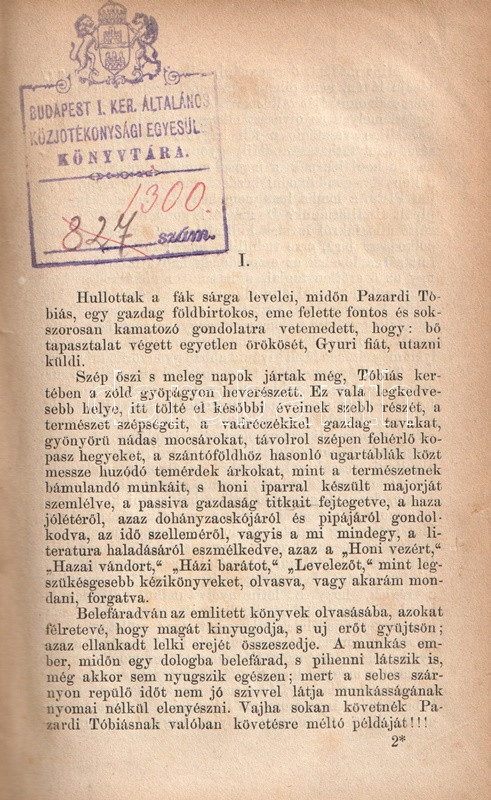 BUDAPEST I. KER. ÁLTALÁNOS
KÖZJÓTÉKONYSÁGI EGYESÜL
KÖNYVTÁRA.
1300.
827 szám.
I.
Hullottak a fák sárga levelei, midőn Pazardi Tó-
biás, egy gazdag földbirtokos, eme felette fontos és sok-
szorosan kamatozó gondolatra vetemedett, hogy: bő
tapasztalat végett egyetlen örökösét, Gyuri fiát, utazni
küldi.
Szép őszi s meleg napok jártak még, Tóbiás ker-
tében a zöld gyöpágyon heverészett. Ez vala legkedve-
sebb helye, itt tölté el későbbi éveinek szebb részét, a
természet szépségeit, a vadréczékkel gazdag tavakat,
gyönyörü nádas mocsárokat, távolról szépen fehérlő ko-
pasz hegyeket, a szántóföldhöz hasonló ugartáblák közt
messze huzódó temérdek árkokat, mint a természetnek
bámulandó munkáit, s honi iparral készült majorját
szemlélve, a passiva gazdaság titkait fejtegetve, a haza
jólétéről, azaz dohányzacskójáról és pipájáról gondol-
kodva, az idő szelleméről, vagyis a mi mindegy, a li-
teratura haladásáról eszmélkedve, azaz a „Honi vezért,“
„Hazai vándort,“ „Házi barátot,“ „Levelezőt,“ mint leg-
szükségesebb kézikönyveket, olvasva, vagy akarám mon-
dani, forgatva.
Belefáradván az emlitett könyvek olvasásába, azokat
félretevé, hogy magát kinyugodja, s uj erőt gyüjtsön;
azaz ellankadt lelki erejét összeszedje. A munkás em-
ber, midőn egy dologba belefárad, s pihenni látszik is,
még akkor sem nyugszik egészen; mert a sebes szár-
nyon repülő időt nem jó szivvel látja munkásságának
nyomai nélkül elenyészni. Vajha sokan követnék Pa-
zardi Tóbiásnak valóban követésre méltó példáját!!!
2*